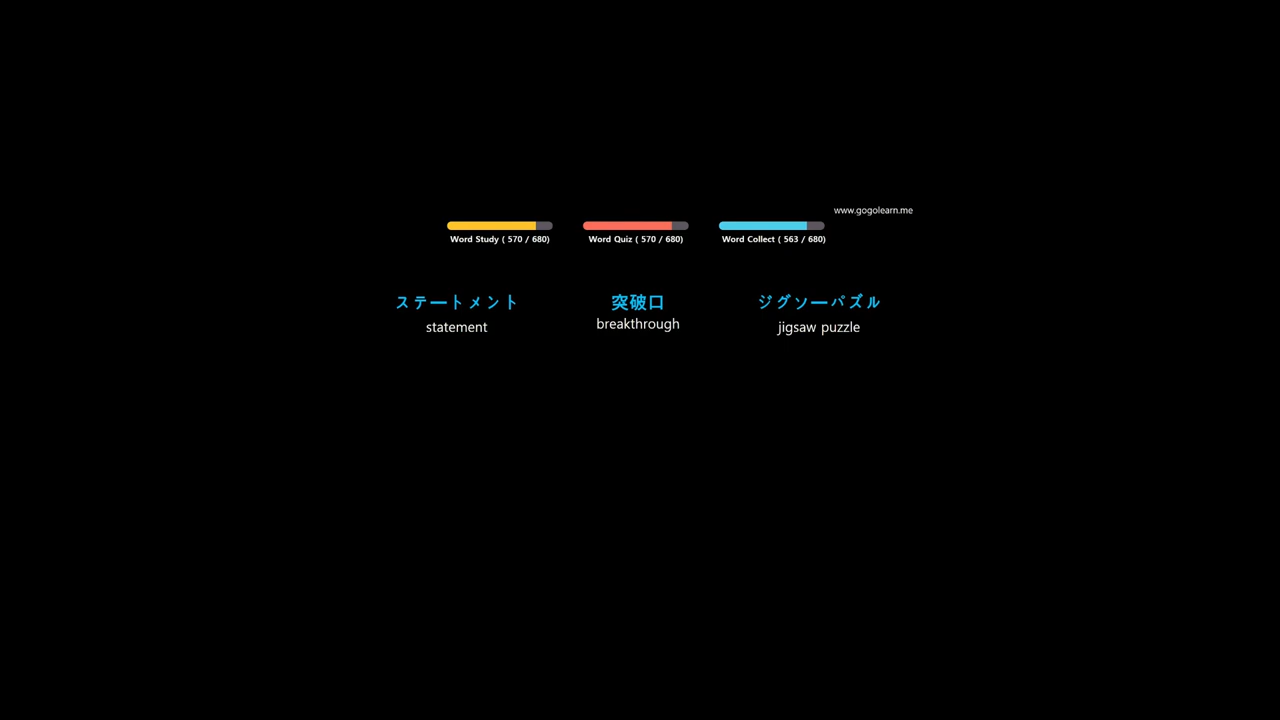 www.gogolearn.me
Word Study ( 570 / 680)
Word Quiz ( 570 / 680)
Word Collect ( 563 / 680)
ステートメント
statement
突破口
breakthrough
ジグソーパズル
jigsaw puzzle